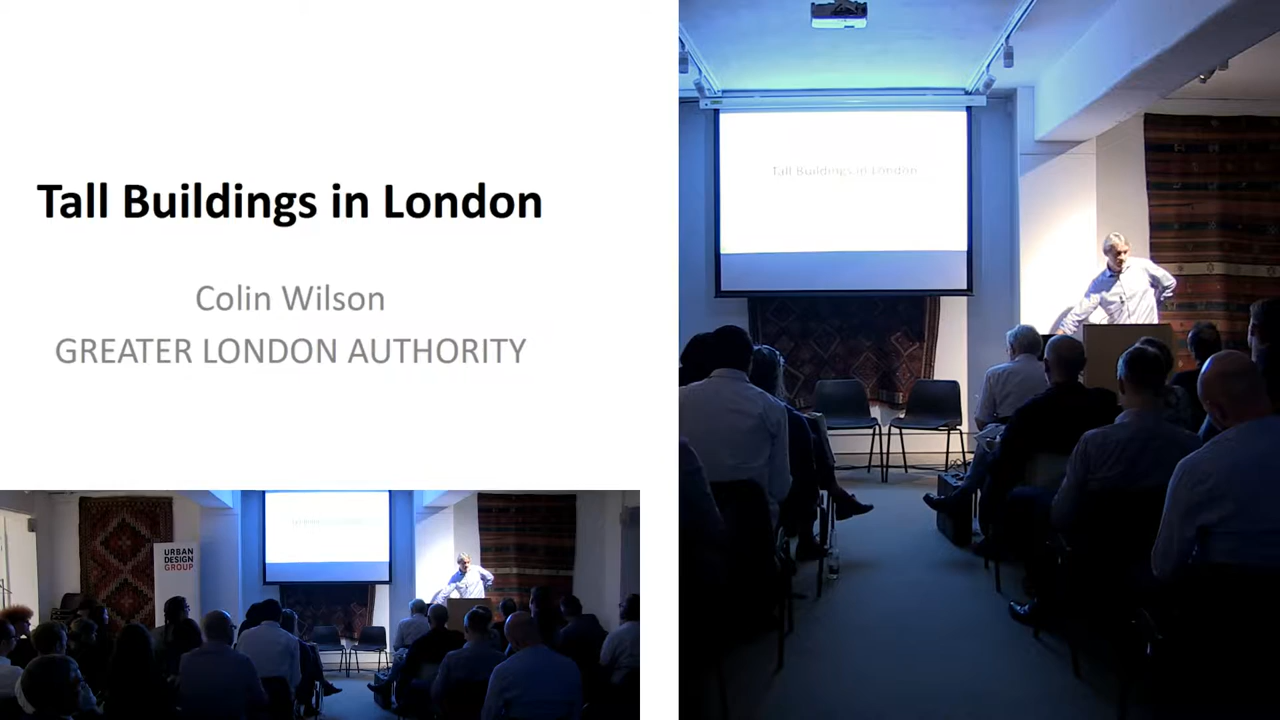 Tall Buildings in London
Colin Wilson
GREATER LONDON AUTHORITY
Tall Buildings in London
URBAN
DESIGN
GROUP